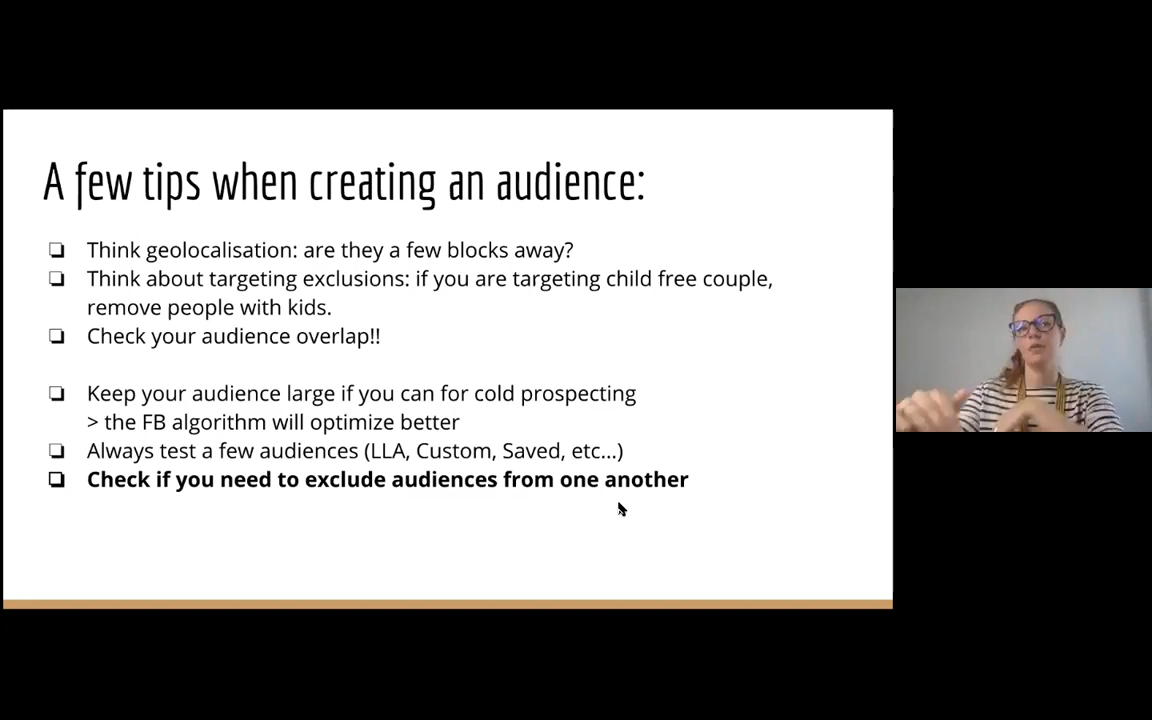 A few tips when creating an audience:
❏ Think geolocalisation: are they a few blocks away?
❏ Think about targeting exclusions: if you are targeting child free couple,
remove people with kids.
❏ Check your audience overlap!!
❏ Keep your audience large if you can for cold prospecting
> the FB algorithm will optimize better
❏ Always test a few audiences (LLA, Custom, Saved, etc...)
❏ Check if you need to exclude audiences from one another